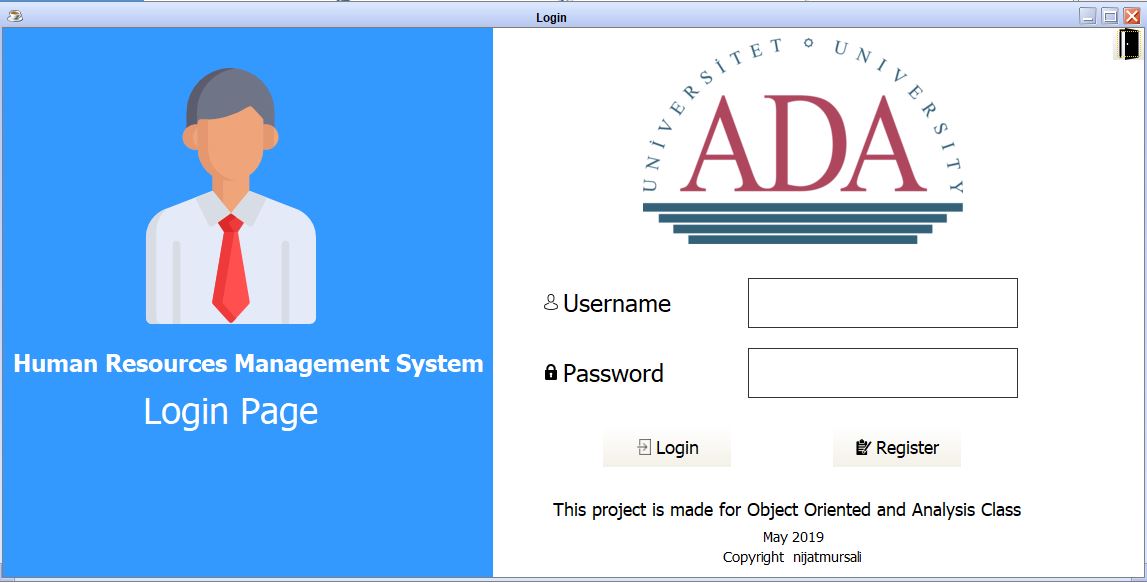 Login
Human Resources Management System
Login Page
UNİVERSİTET UNIVERSITY
ADA
Username
Password
Login
Register
This project is made for Object Oriented and Analysis Class
May 2019
Copyright nijatmursali